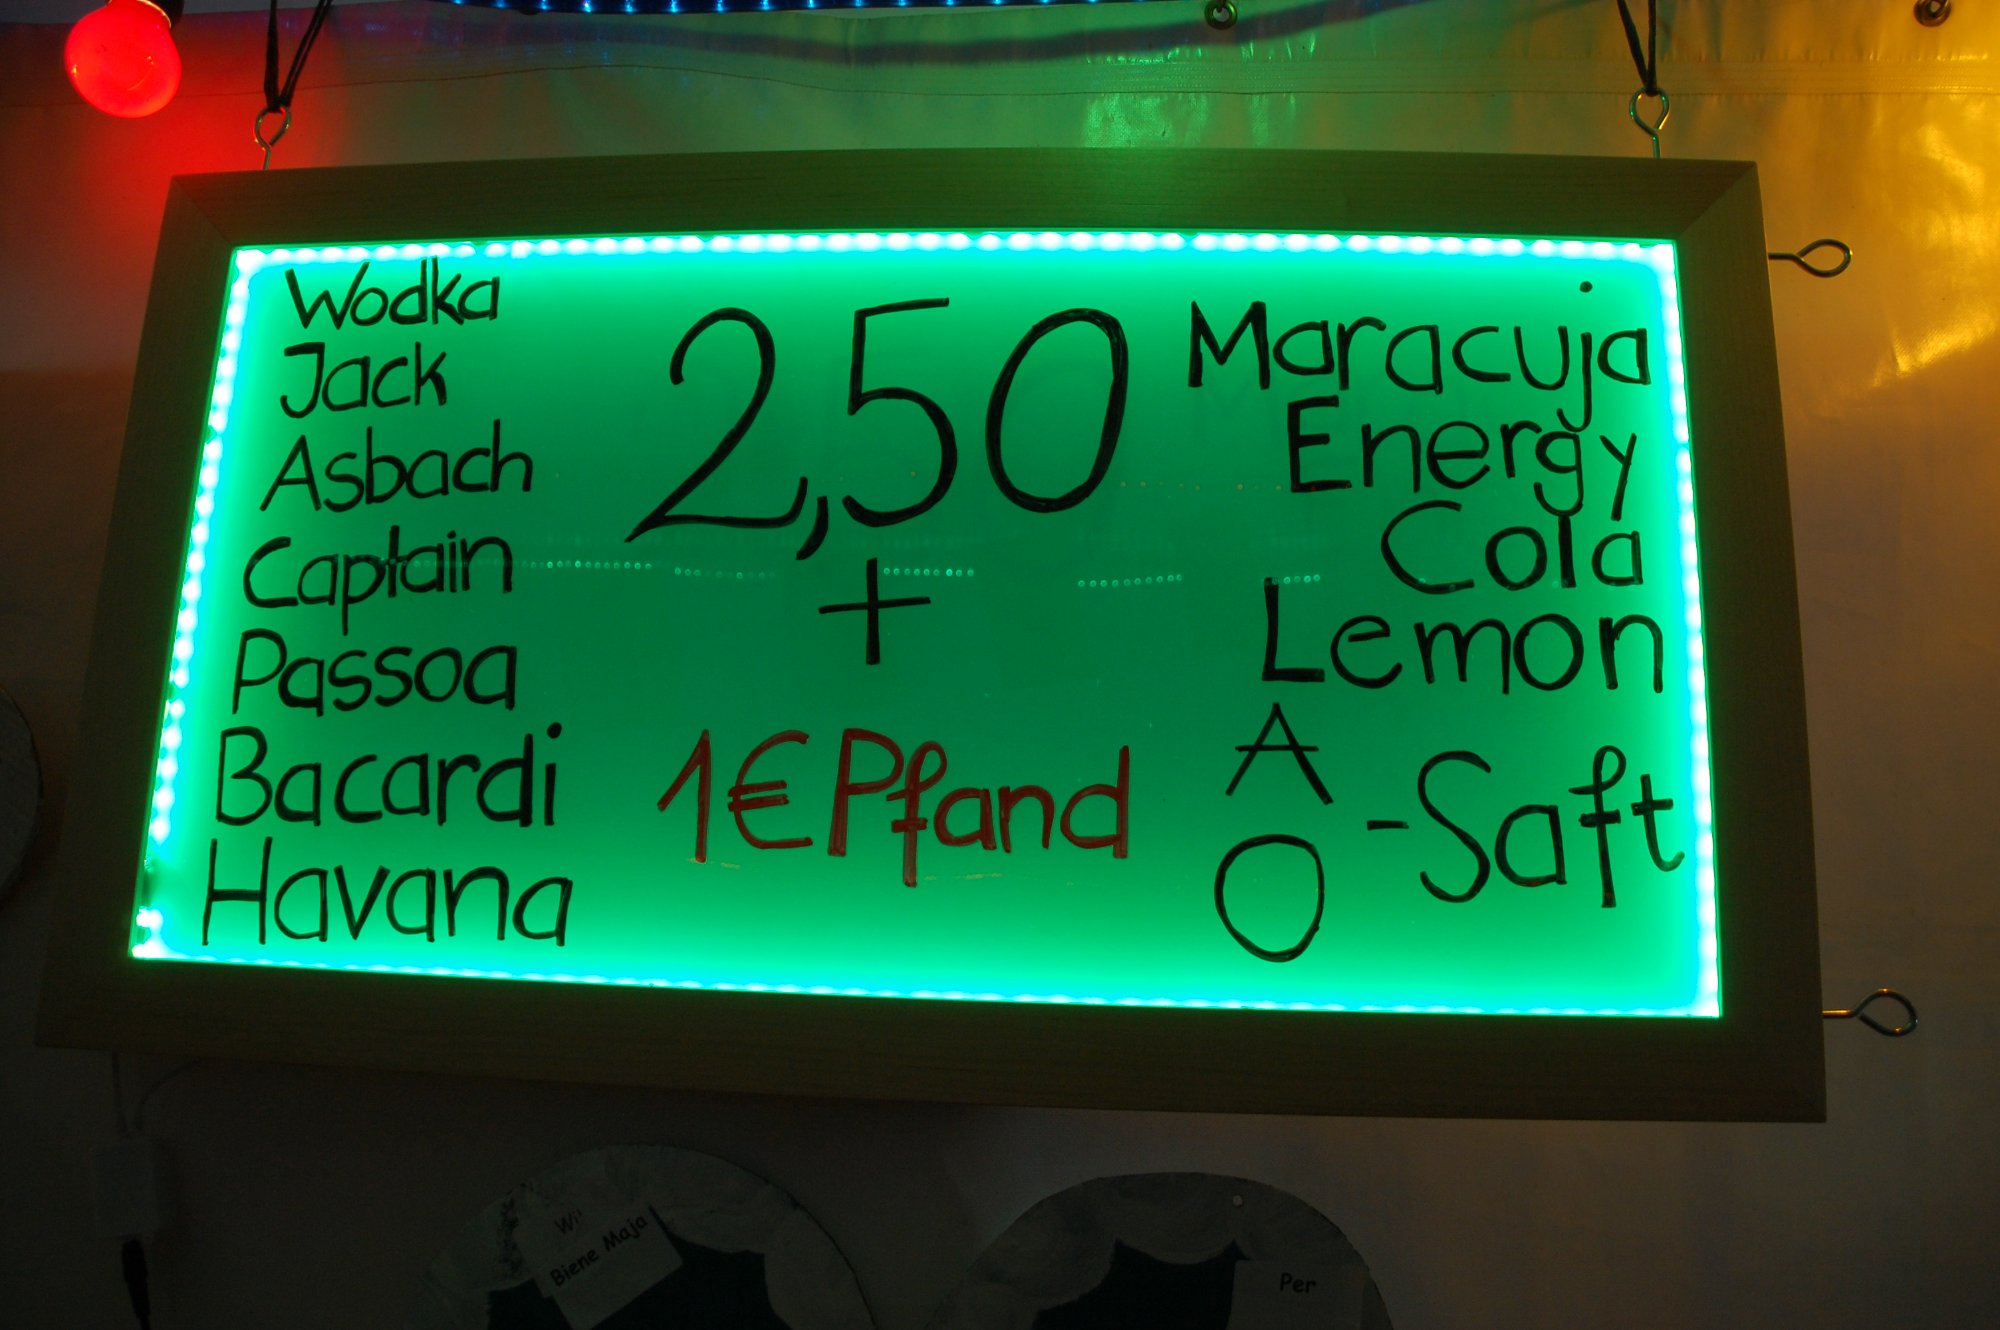 Wodka
Jack
Asbach
Captain
Passoa
Bacardi
Havana
2,50
+
1€ Pfand
Maracuja
Energy
Cola
Lemon
A
O
-Saft
Biene Maja
Per